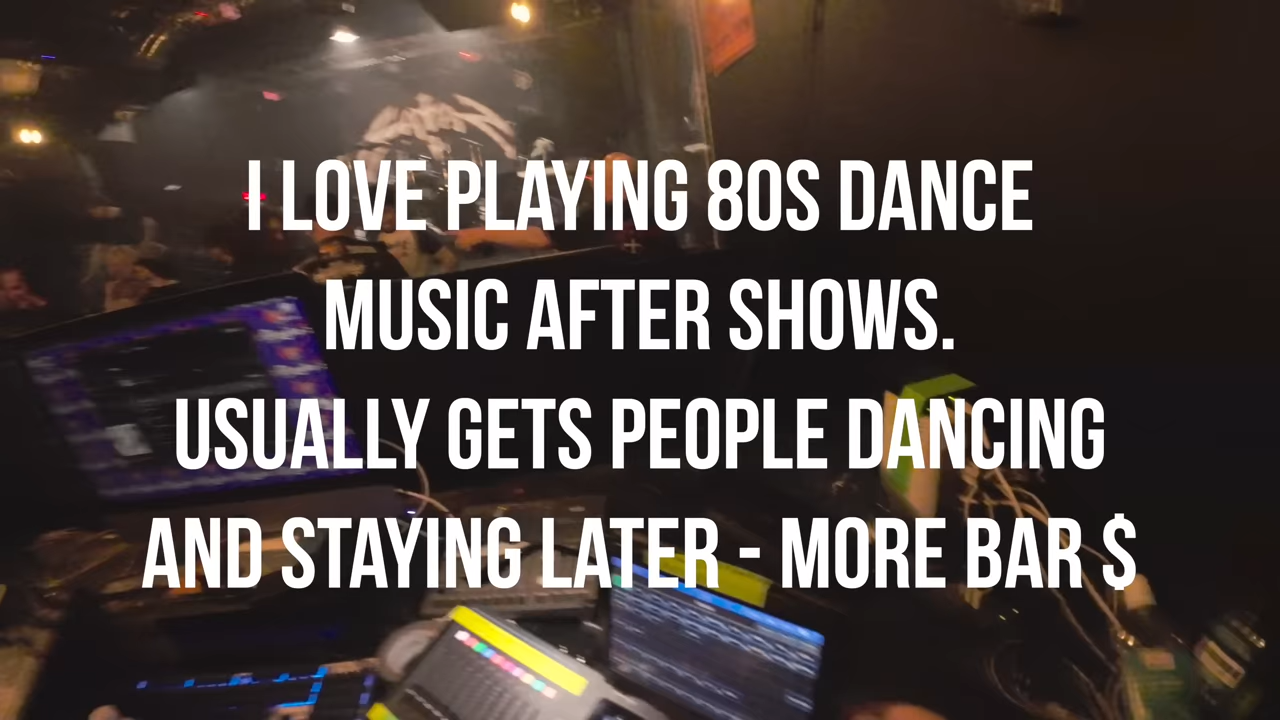 I LOVE PLAYING 80S DANCE
MUSIC AFTER SHOWS.
USUALLY GETS PEOPLE DANCING
AND STAYING LATER - MORE BAR $